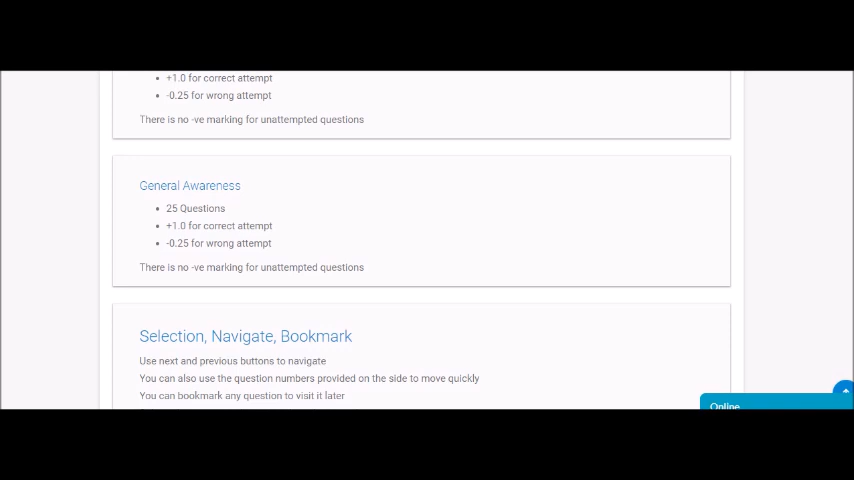 +1.0 for correct attempt
-0.25 for wrong attempt
There is no -ve marking for unattempted questions
General Awareness
25 Questions
+1.0 for correct attempt
-0.25 for wrong attempt
There is no -ve marking for unattempted questions
Selection, Navigate, Bookmark
Use next and previous buttons to navigate
You can also use the question numbers provided on the side to move quickly
You can bookmark any question to visit it later
Online